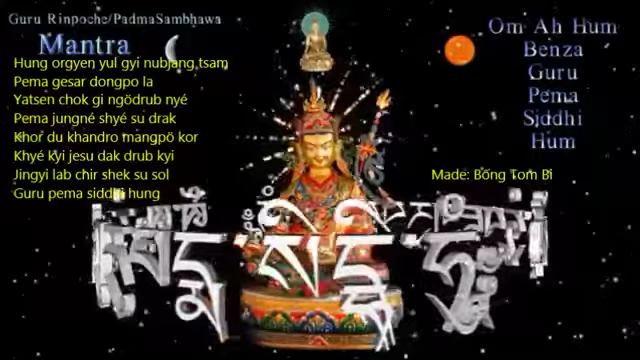 Guru Rinpoche/PadmaSambhawa
Mantra
Hung orgyen yul gyi nubjang tsam
Pema gesar dongpo la
Yatsen chok gi ngödrub nyé
Pema jungné shyé su drak
Khor du khandro mangpö kor
Khyé kyi jesu dak drub kyi
Jingyi lab chir shek su sol
Guru pema siddhi hung
Om Ah Hum
Benza
Guru
Pema
Siddhi
Hum
Made: Bông Tom Bi